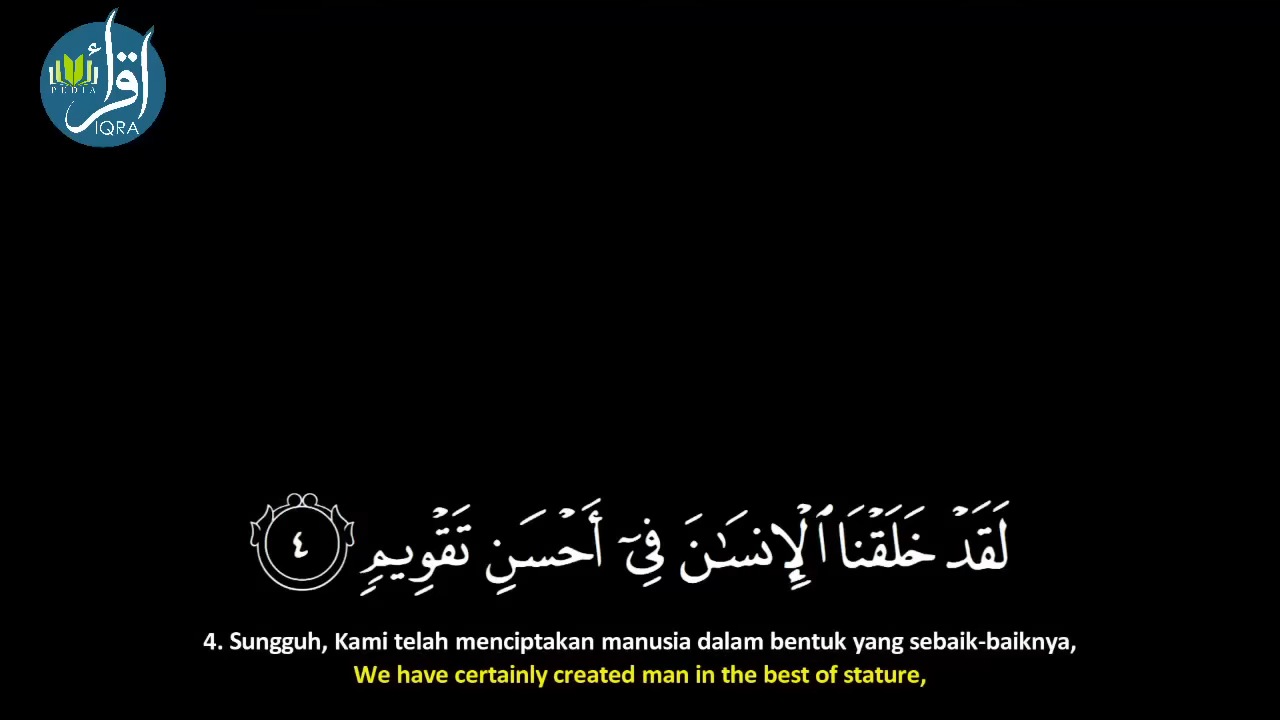 اقرأ
PEDIA
IQRA
لَقَدْ خَلَقْنَا ٱلْإِنسَـٰنَ فِىٓ أَحْسَنِ تَقْوِيمٍ ٤
4. Sungguh, Kami telah menciptakan manusia dalam bentuk yang sebaik-baiknya,
We have certainly created man in the best of stature,